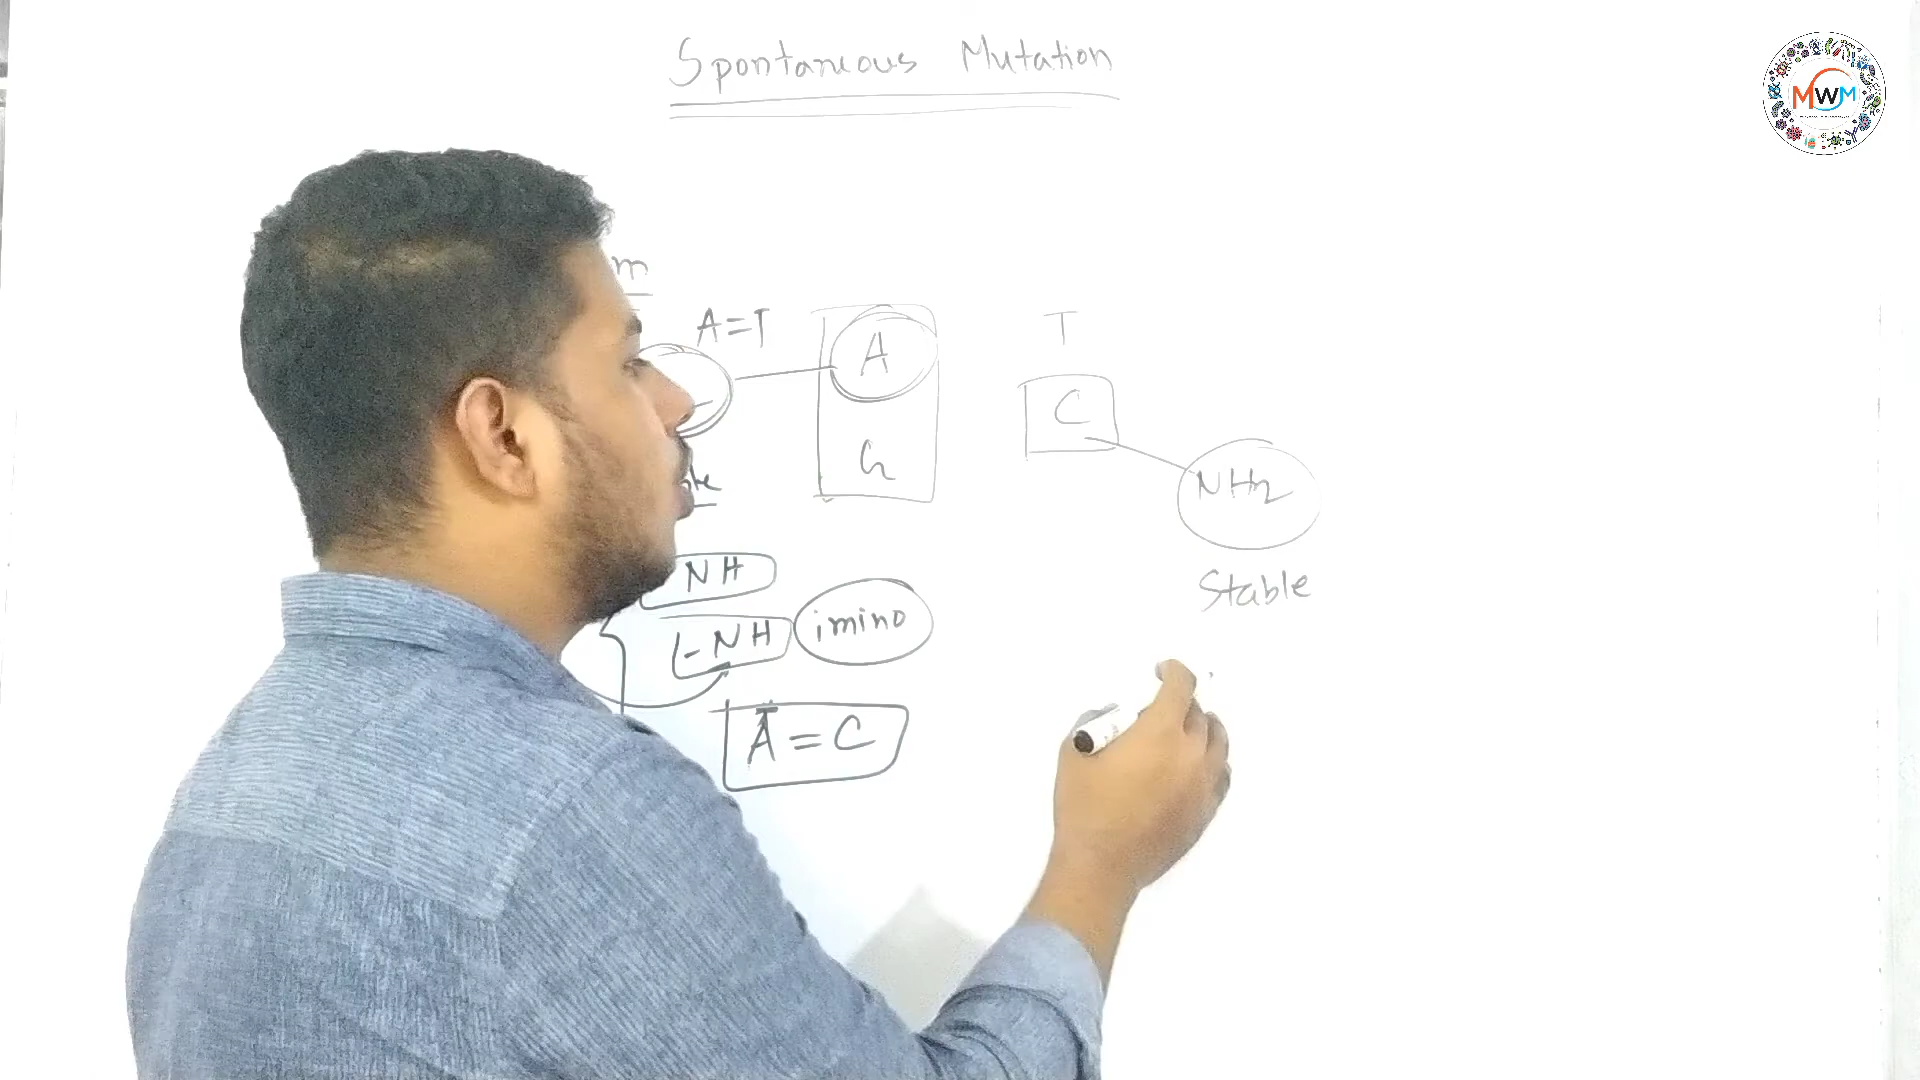 Spontaneous Mutation
MWM
A=T
A
T
C
G
NH2
Stable
NH
-NH
imino
A = C